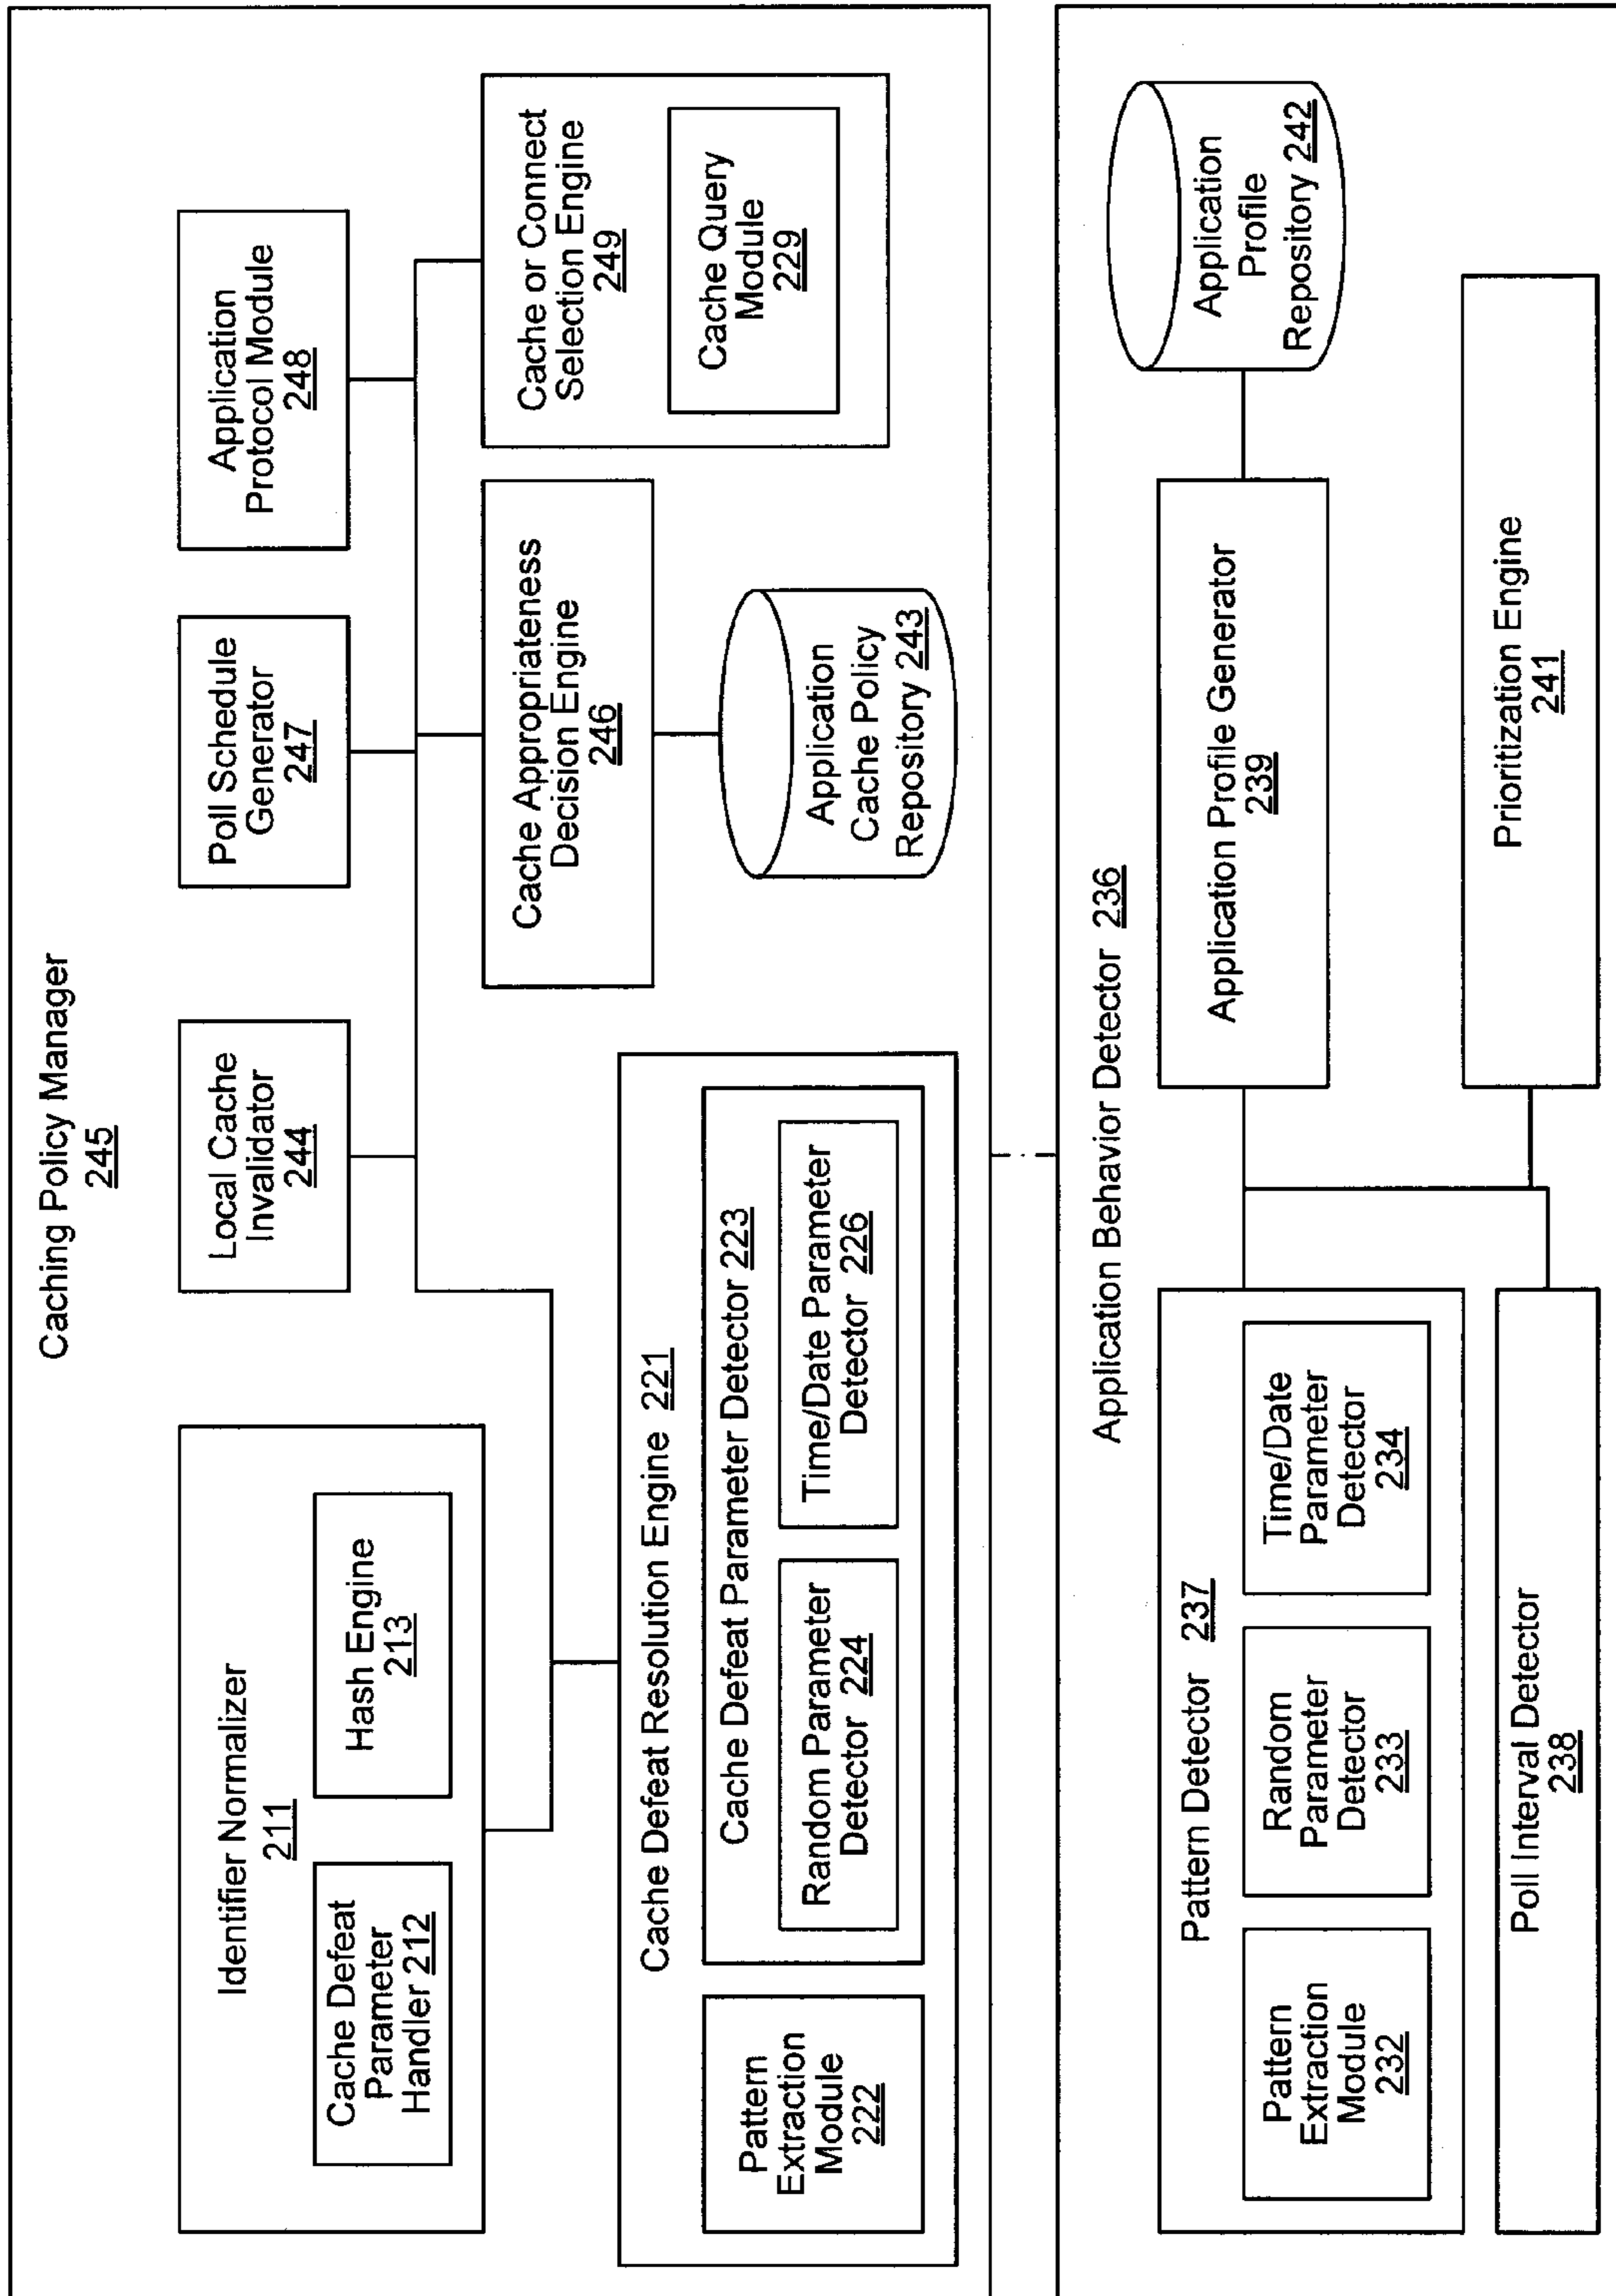 Caching Policy Manager
245
Identifier Normalizer
211
Cache Defeat
Parameter
Handler 212
Hash Engine
213
Local Cache
Invalidator
244
Poll Schedule
Generator
247
Application
Protocol Module
248
Cache Defeat Resolution Engine 221
Pattern
Extraction
Module
222
Cache Defeat Parameter Detector 223
Random Parameter
Detector 224
Time/Date Parameter
Detector 226
Cache Appropriateness
Decision Engine
246
Application
Cache Policy
Repository 243
Cache or Connect
Selection Engine
249
Cache Query
Module
229
Application Behavior Detector 236
Pattern Detector 237
Pattern
Extraction
Module
232
Random
Parameter
Detector
233
Time/Date
Parameter
Detector
234
Poll Interval Detector
238
Application Profile Generator
239
Application
Profile
Repository 242
Prioritization Engine
241